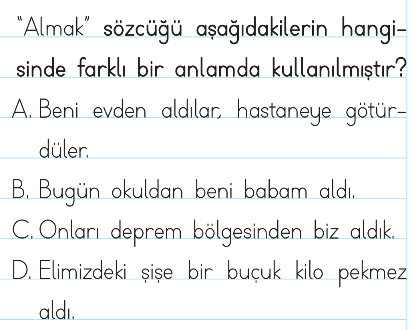 "Almak" sözcüğü aşağıdakilerin hangi-
sinde farklı bir anlamda kullanılmıştır?
A. Beni evden aldılar, hastaneye götür-
düler.
B. Bugün okuldan beni babam aldı.
C. Onları deprem bölgesinden biz aldık.
D. Elimizdeki şişe bir buçuk kilo pekmez
aldı.